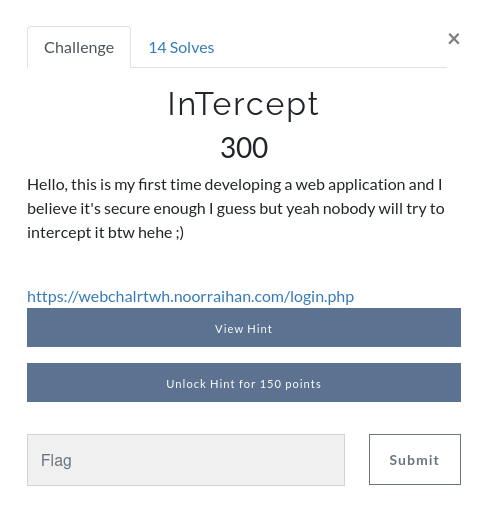 Challenge
14 Solves
×
InTercept
300
Hello, this is my first time developing a web application and I
believe it's secure enough I guess but yeah nobody will try to
intercept it btw hehe ;)
https://webchalrtwh.noorraihan.com/login.php
View Hint
Unlock Hint for 150 points
Flag
Submit